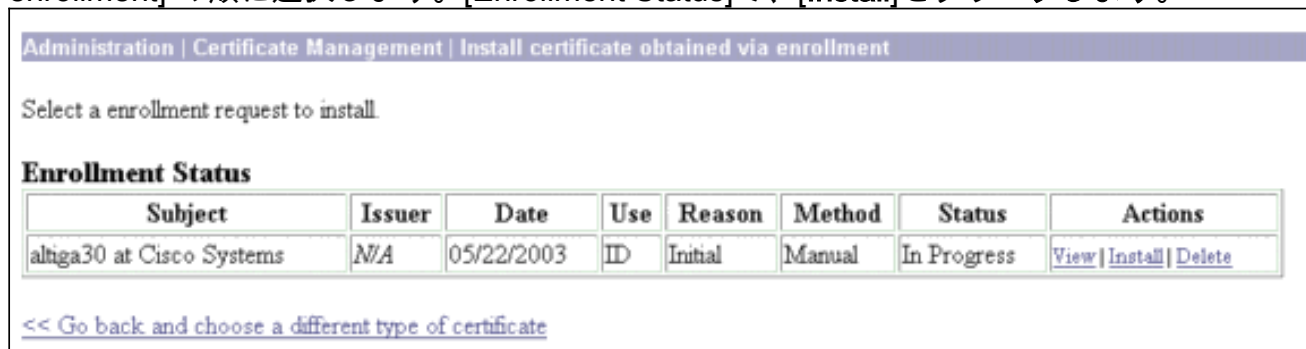 Administration | Certificate Management | Install certificate obtained via enrollment
Select a enrollment request to install.
Enrollment Status
Subject Issuer Date Use Reason Method Status Actions
altiga30 at Cisco Systems N/A 05/22/2003 ID Initial Manual In Progress View | Install | Delete
<< Go back and choose a different type of certificate